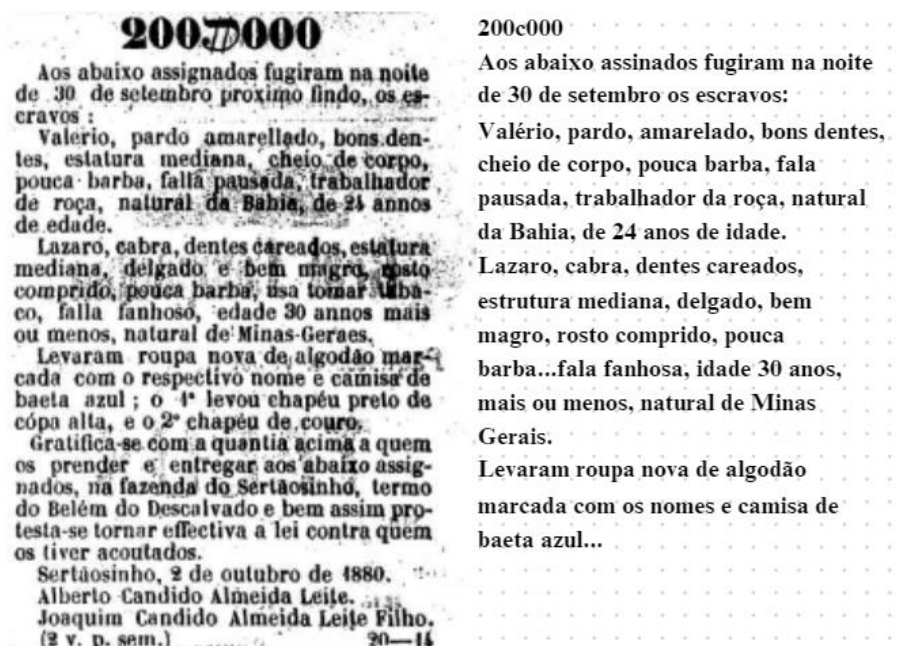 200$000
Aos abaixo assignados fugiram na noite
de 30 de setembro proximo findo, os es-
cravos :
Valerio, pardo amarellado, bons den-
tes, estatura mediana, cheio de corpo,
pouca barba, falla pausada, trabalhador
de roça, natural da Bahia, de 24 annos
de edade.
Lazaro, cabra, dentes careados, estatura
mediana, delgado e bem magro, rosto
comprido, pouca barba, usa tomar taba-
co, falla fanhoso, edade 30 annos mais
ou menos, natural de Minas-Geraes.
Levaram roupa nova de algodão mar-
cada com o respectivo nome e camisa de
baeta azul ; o 1º levou chapéu preto de
cópa alta, e o 2º chapéu de couro.
Gratifica-se com a quantia acima a quem
os prender e entregar aos abaixo assig-
nados, na fazenda do Sertãosinho, termo
do Belém do Descalvado e bem assim pro-
testa-se tornar effectiva a lei contra quem
os tiver acoutados.
Sertãosinho, 2 de outubro de 1880.
Alberto Candido Almeida Leite.
Joaquim Candido Almeida Leite Filho.
(2 v. p. sem.) 20—14
200c000
Aos abaixo assinados fugiram na noite
de 30 de setembro os escravos:
Valério, pardo, amarelado, bons dentes,
cheio de corpo, pouca barba, fala
pausada, trabalhador da roça, natural
da Bahia, de 24 anos de idade.
Lazaro, cabra, dentes careados,
estrutura mediana, delgado, bem
magro, rosto comprido, pouca
barba...fala fanhosa, idade 30 anos,
mais ou menos, natural de Minas
Gerais.
Levaram roupa nova de algodão
marcada com os nomes e camisa de
baeta azul...